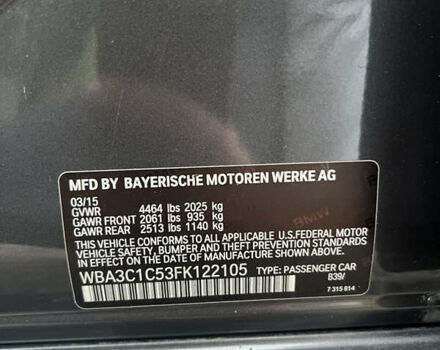 MFD BY BAYERISCHE MOTOREN WERKE AG
03/15
GVWR 4464 lbs 2025 kg
GAWR FRONT 2061 lbs 935 kg
GAWR REAR 2513 lbs 1140 kg
THIS VEHICLE CONFORMS TO ALL APPLICABLE U.S.FEDERAL MOTOR
VEHICLE SAFETY, BUMPER AND THEFT PREVENTION STANDARDS
IN EFFECT ON THE DATE OF MANUFACTURE SHOWN ABOVE.
WBA3C1C53FK122105 TYPE: PASSENGER CAR
839/
7 315 814
BMW